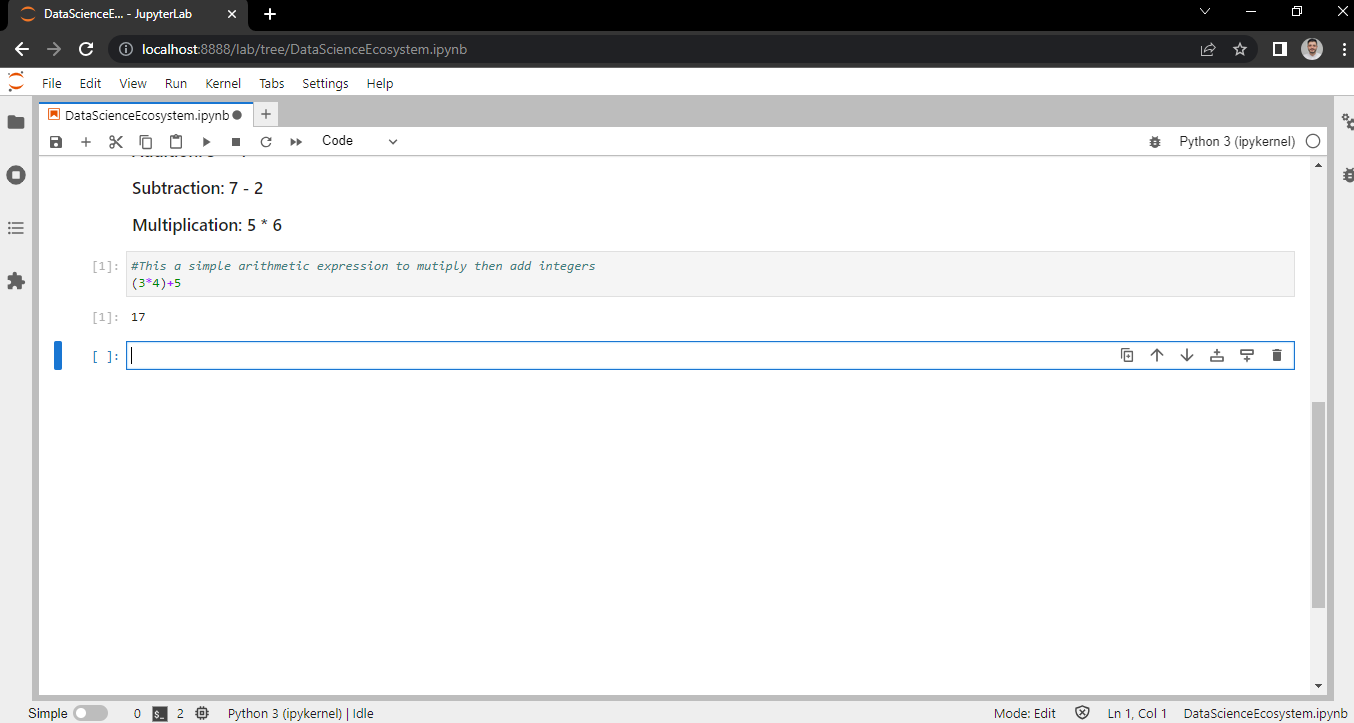 DataScienceE... - JupyterLab
localhost:8888/lab/tree/DataScienceEcosystem.ipynb
File Edit View Run Kernel Tabs Settings Help
DataScienceEcosystem.ipynb
Code
Python 3 (ipykernel)
Subtraction: 7 - 2
Multiplication: 5 * 6
[1]: #This a simple arithmetic expression to mutiply then add integers
(3*4)+5
[1]: 17
[ ]:
Simple 0 $_ 2 Python 3 (ipykernel) | Idle Mode: Edit Ln 1, Col 1 DataScienceEcosystem.ipynb